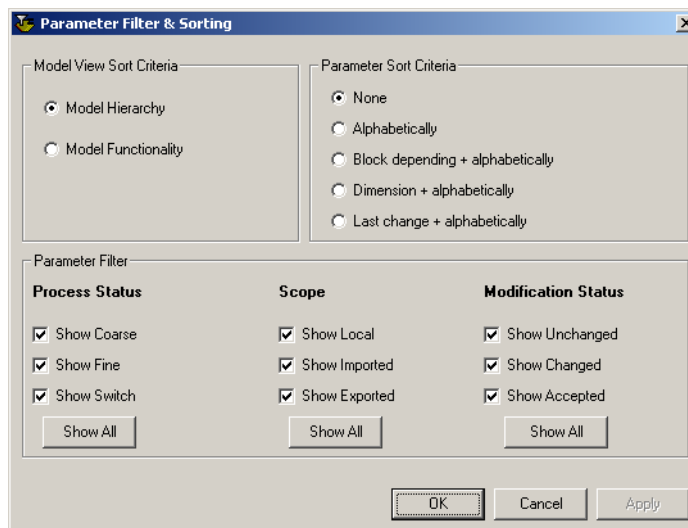 Parameter Filter & Sorting
Model View Sort Criteria
Model Hierarchy
Model Functionality
Parameter Sort Criteria
None
Alphabetically
Block depending + alphabetically
Dimension + alphabetically
Last change + alphabetically
Parameter Filter
Process Status
Scope
Modification Status
Show Coarse
Show Local
Show Unchanged
Show Fine
Show Imported
Show Changed
Show Switch
Show Exported
Show Accepted
Show All
Show All
Show All
OK
Cancel
Apply